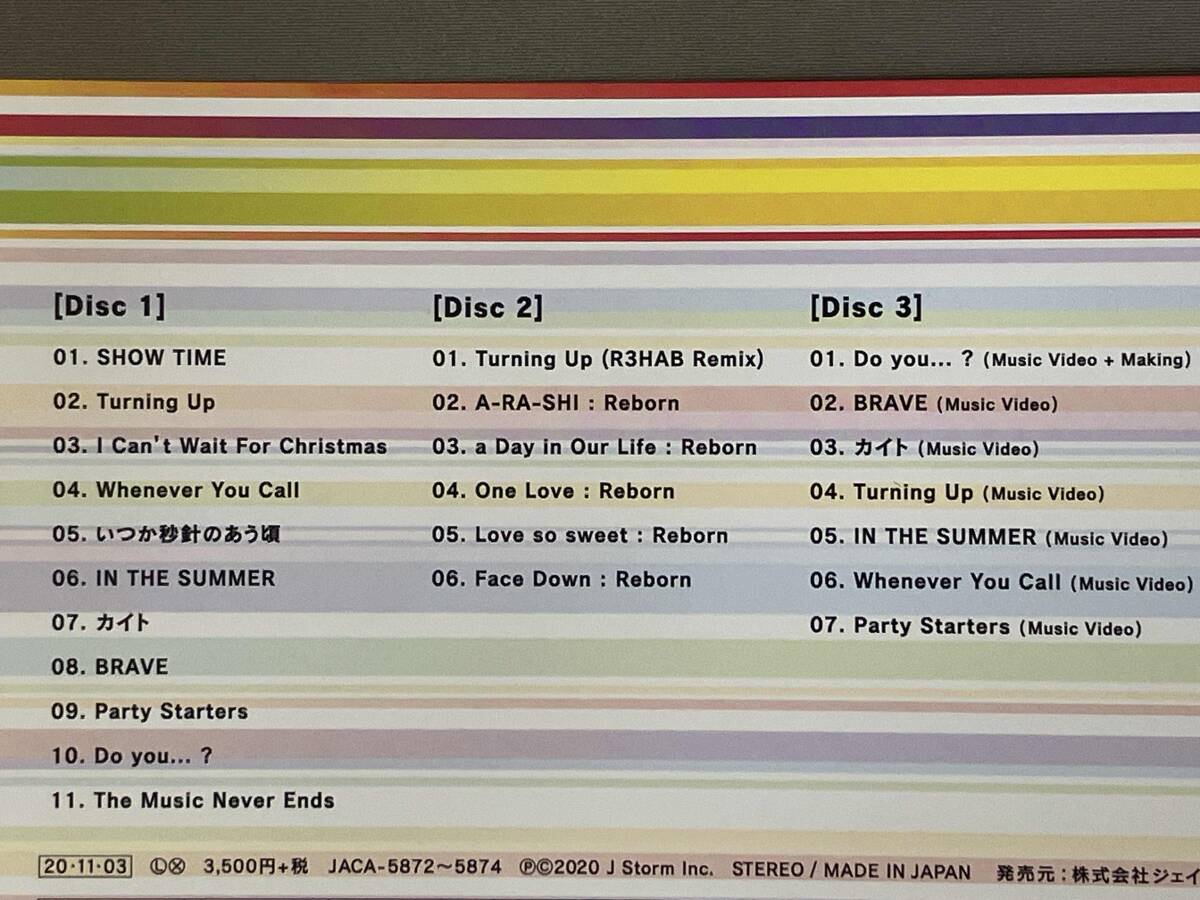 [Disc 1]
01. SHOW TIME
02. Turning Up
03. I Can't Wait For Christmas
04. Whenever You Call
05. いつか秒針のあう頃
06. IN THE SUMMER
07. カイト
08. BRAVE
09. Party Starters
10. Do you... ?
11. The Music Never Ends
[Disc 2]
01. Turning Up (R3HAB Remix)
02. A-RA-SHI : Reborn
03. a Day in Our Life : Reborn
04. One Love : Reborn
05. Love so sweet : Reborn
06. Face Down : Reborn
[Disc 3]
01. Do you... ? (Music Video + Making)
02. BRAVE (Music Video)
03. カイト (Music Video)
04. Turning Up (Music Video)
05. IN THE SUMMER (Music Video)
06. Whenever You Call (Music Video)
07. Party Starters (Music Video)
20・11・03 Ⓛⓧ 3,500円+税 JACA-5872〜5874 ℗©2020 J Storm Inc. STEREO / MADE IN JAPAN 発売元：株式会社ジェイ